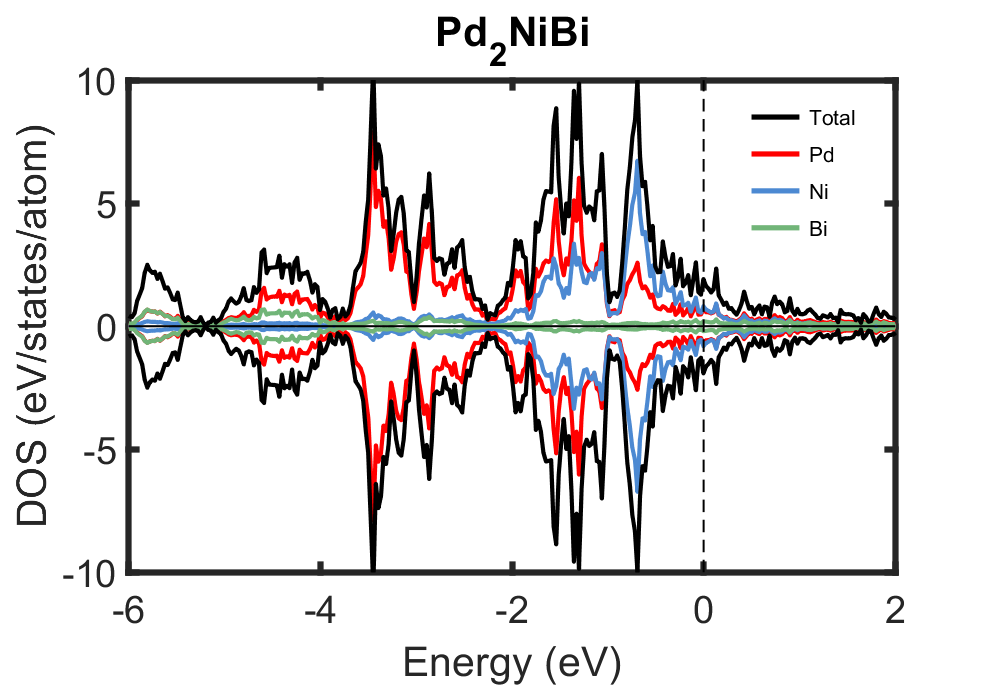 Pd₂NiBi
10
5
0
-5
-10
DOS (eV/states/atom)
Total
Pd
Ni
Bi
-6 -4 -2 0 2
Energy (eV)